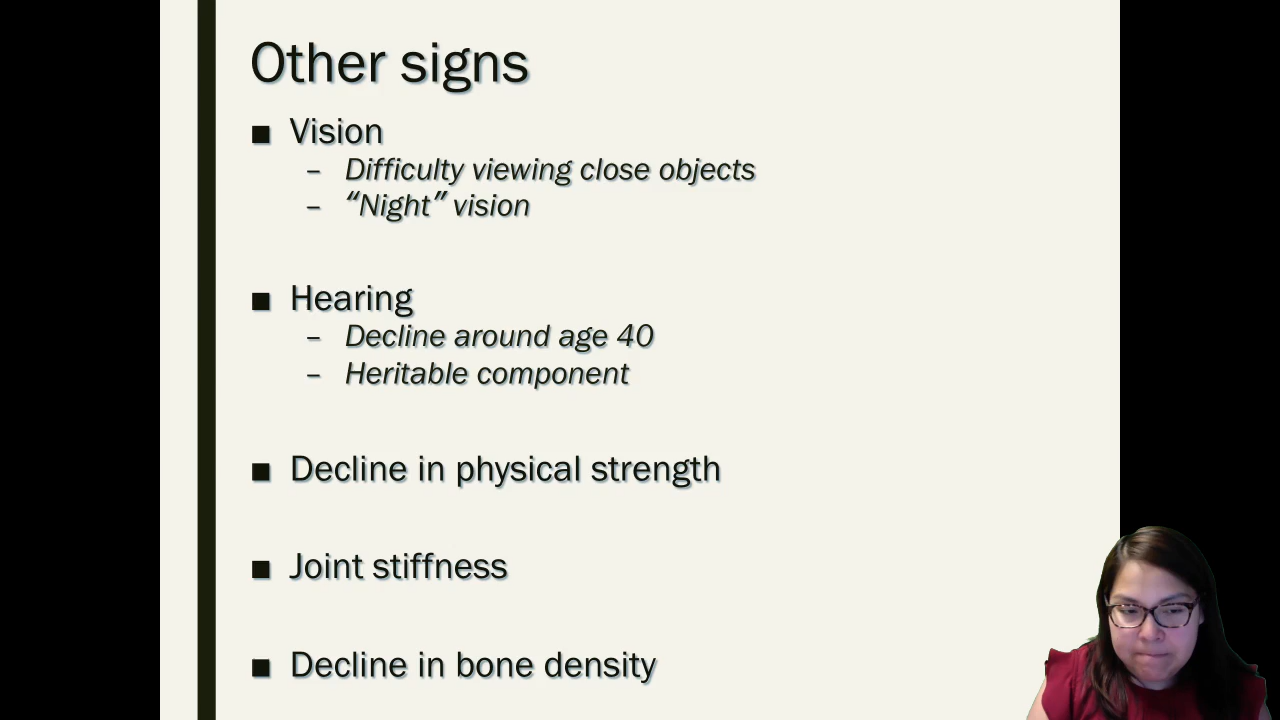 Other signs
■ Vision
– Difficulty viewing close objects
– “Night” vision
■ Hearing
– Decline around age 40
– Heritable component
■ Decline in physical strength
■ Joint stiffness
■ Decline in bone density